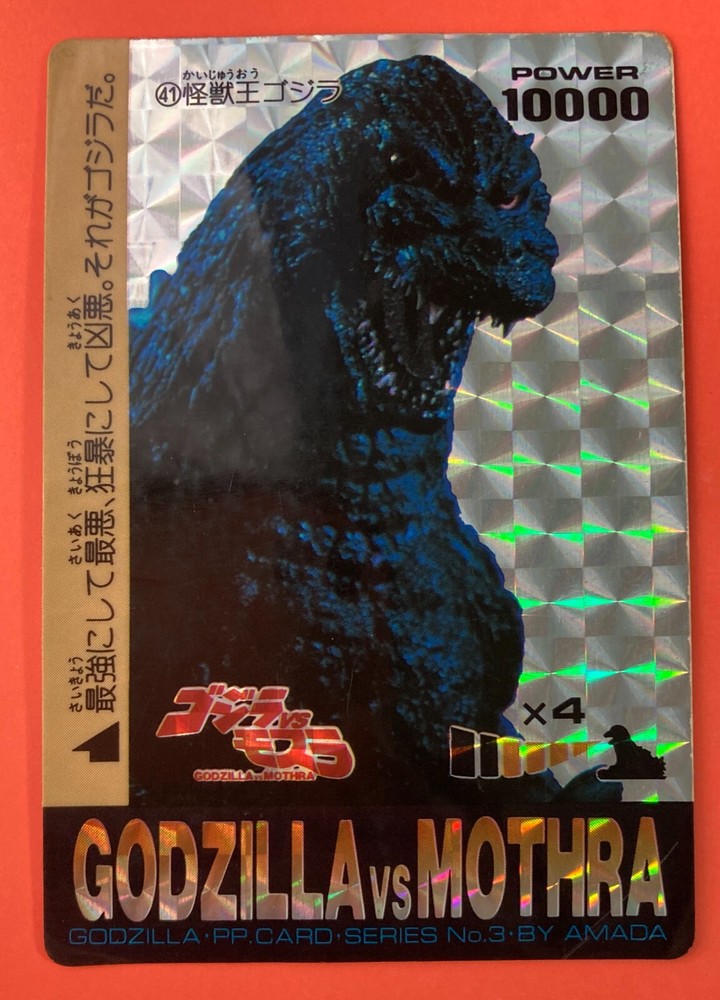 かいじゅうおう
㊶怪獣王ゴジラ
POWER
10000
さいきょう さいあく きょうぼう きょうあく
最強にして最悪、狂暴にして凶悪。それがゴジラだ。
ゴジラVSモスラ
GODZILLA VS MOTHRA
×4
GODZILLA VS MOTHRA
GODZILLA・PP.CARD・SERIES No.3・BY AMADA